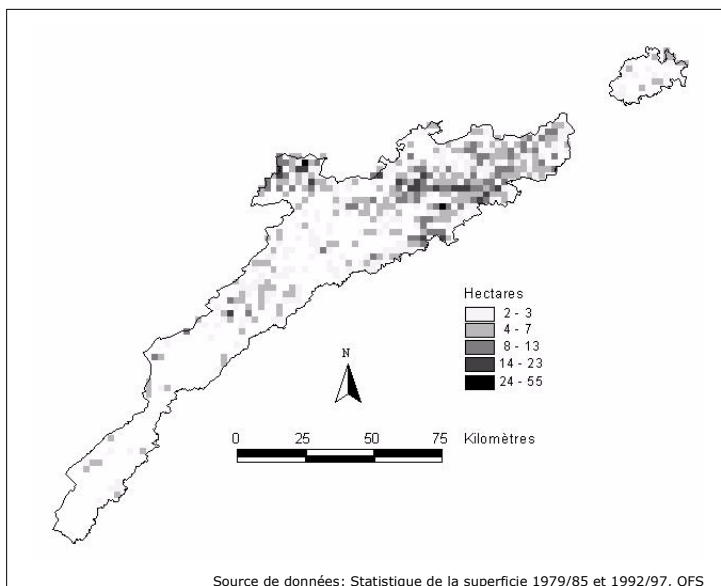 Hectares
2 - 3
4 - 7
8 - 13
14 - 23
24 - 55
N
0 25 50 75 Kilomètres
Source de données: Statistique de la superficie 1979/85 et 1992/97, OFS